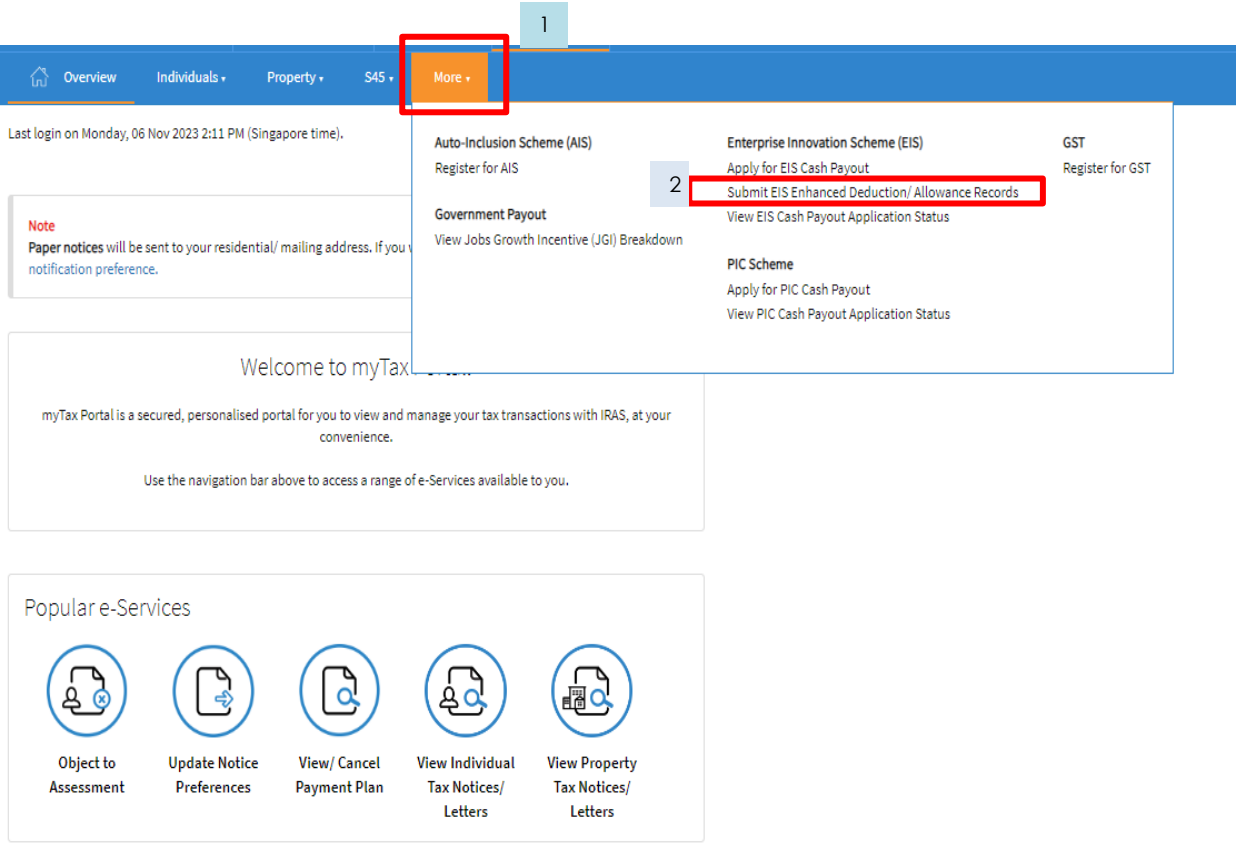 1
Overview
Individuals
Property
S45
More
Last login on Monday, 06 Nov 2023 2:11 PM (Singapore time).
Auto-Inclusion Scheme (AIS)
Register for AIS
Government Payout
View Jobs Growth Incentive (JGI) Breakdown
2
Enterprise Innovation Scheme (EIS)
Apply for EIS Cash Payout
Submit EIS Enhanced Deduction/ Allowance Records
View EIS Cash Payout Application Status
PIC Scheme
Apply for PIC Cash Payout
View PIC Cash Payout Application Status
GST
Register for GST
Note
Paper notices will be sent to your residential/ mailing address. If you
notification preference.
Welcome to myTax
myTax Portal is a secured, personalised portal for you to view and manage your tax transactions with IRAS, at your
convenience.
Use the navigation bar above to access a range of e-Services available to you.
Popular e-Services
Object to
Assessment
Update Notice
Preferences
View/ Cancel
Payment Plan
View Individual
Tax Notices/
Letters
View Property
Tax Notices/
Letters